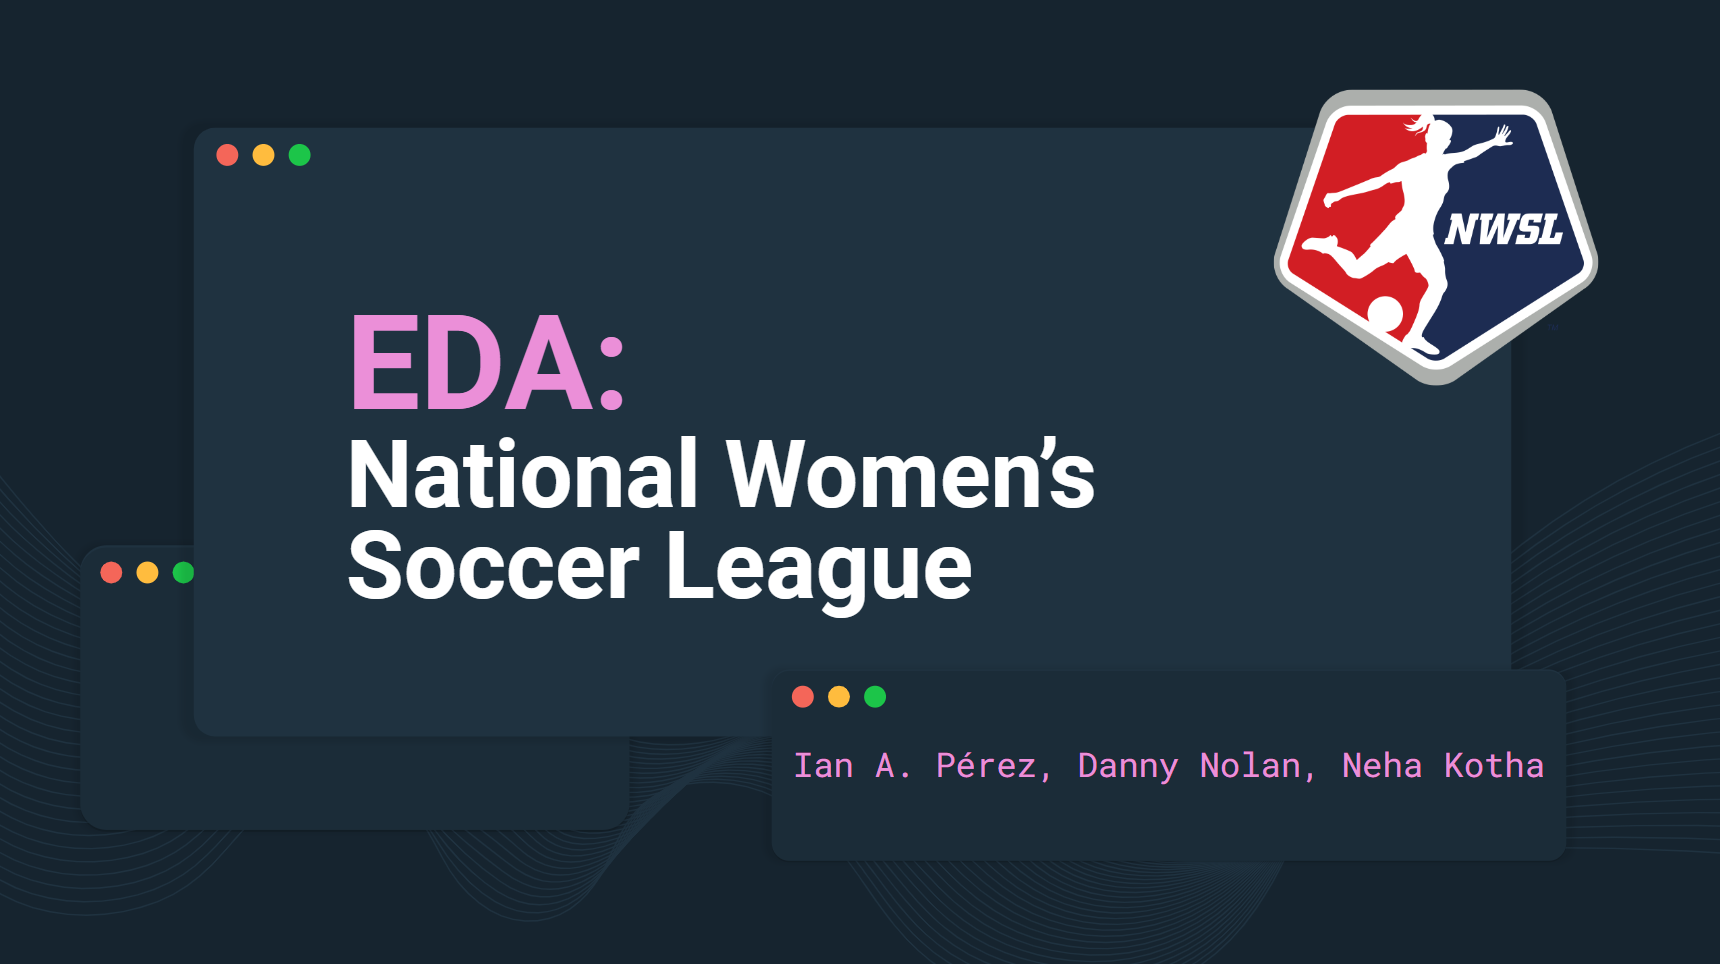 NWSL
EDA:
National Women’s
Soccer League
Ian A. Pérez, Danny Nolan, Neha Kotha